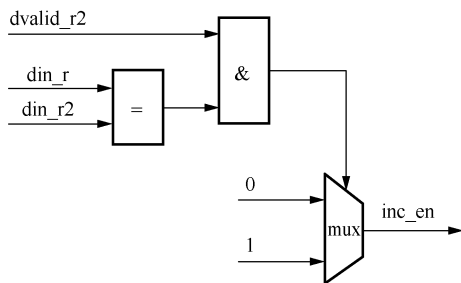 dvalid_r2
din_r
din_r2
=
&
0
1
mux
inc_en